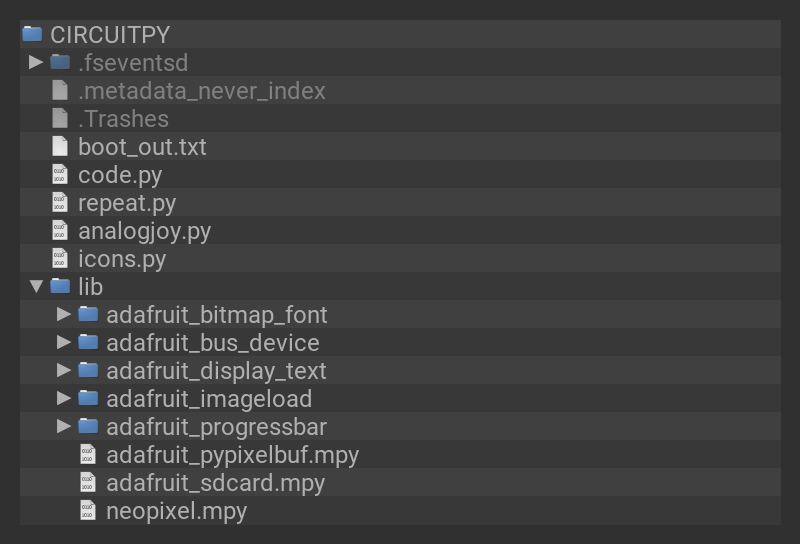 CIRCUITPY
.fseventsd
.metadata_never_index
.Trashes
boot_out.txt
code.py
repeat.py
analogjoy.py
icons.py
lib
adafruit_bitmap_font
adafruit_bus_device
adafruit_display_text
adafruit_imageload
adafruit_progressbar
adafruit_pypixelbuf.mpy
adafruit_sdcard.mpy
neopixel.mpy